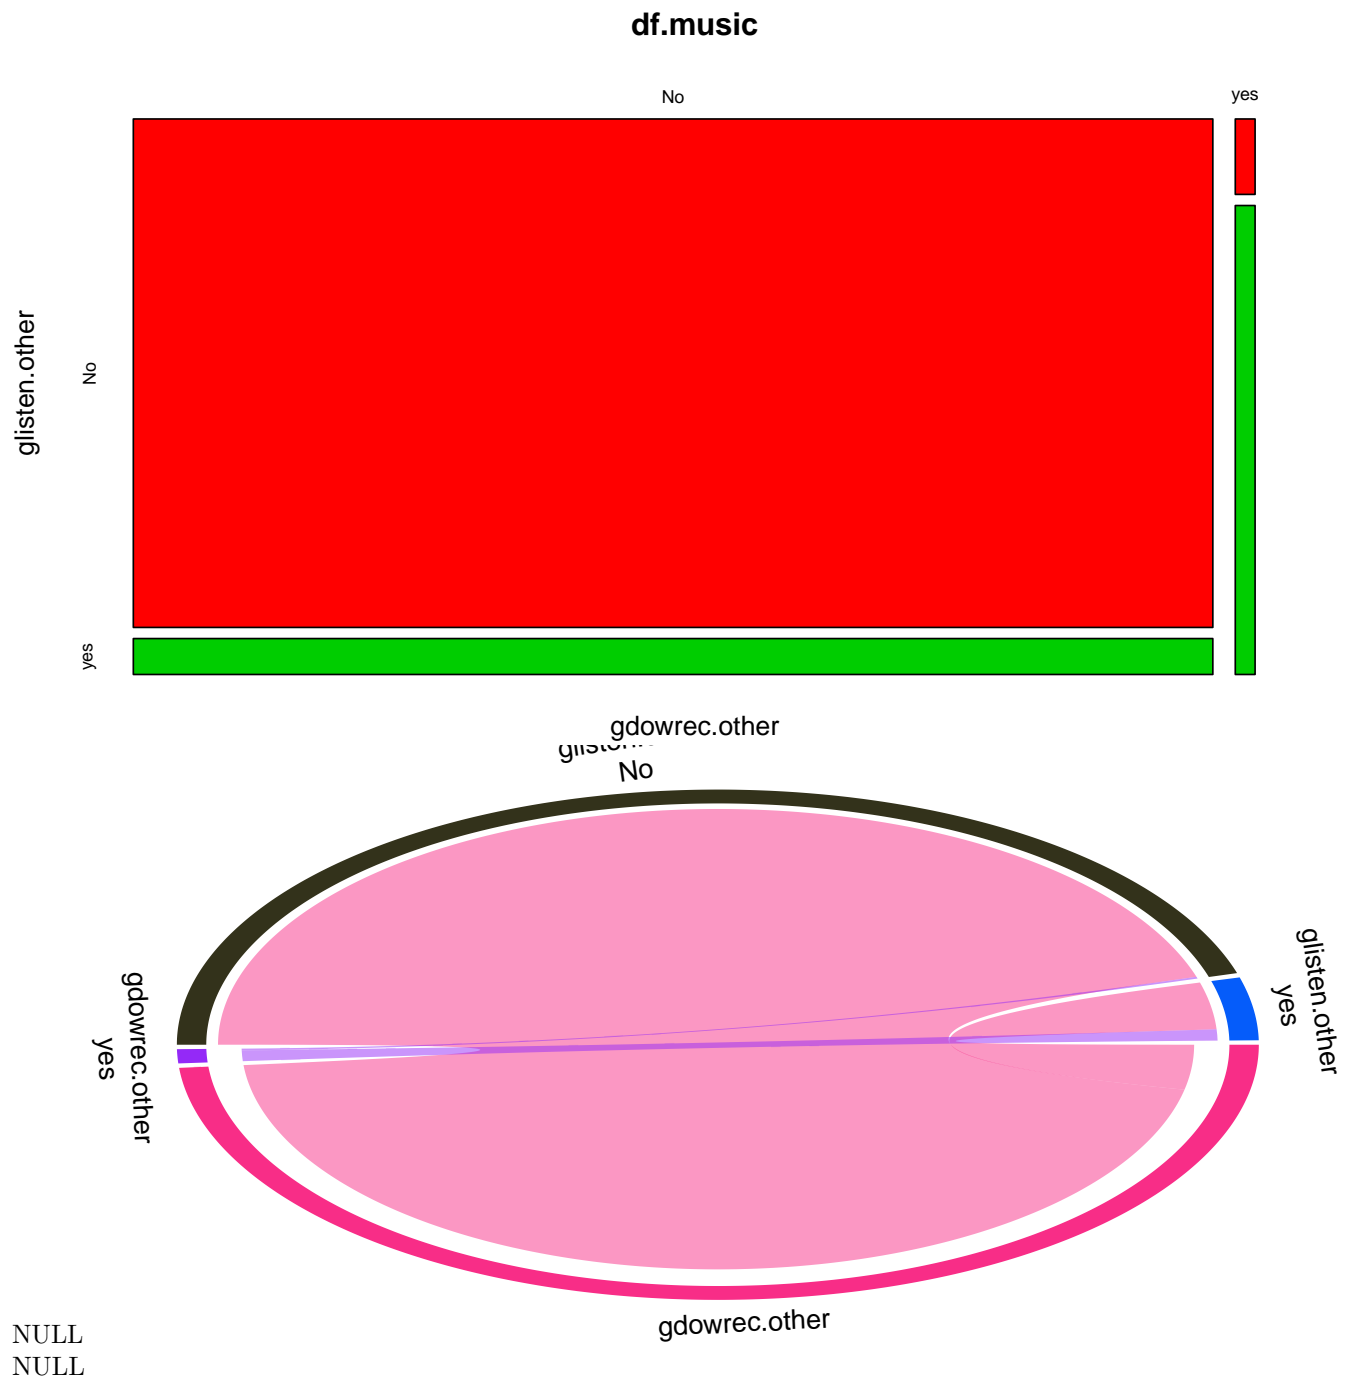 df.music
No
yes
glisten.other
No
yes
gdowrec.other
No
glisten.other
yes
gdowrec.other
yes
gdowrec.other
NULL
NULL